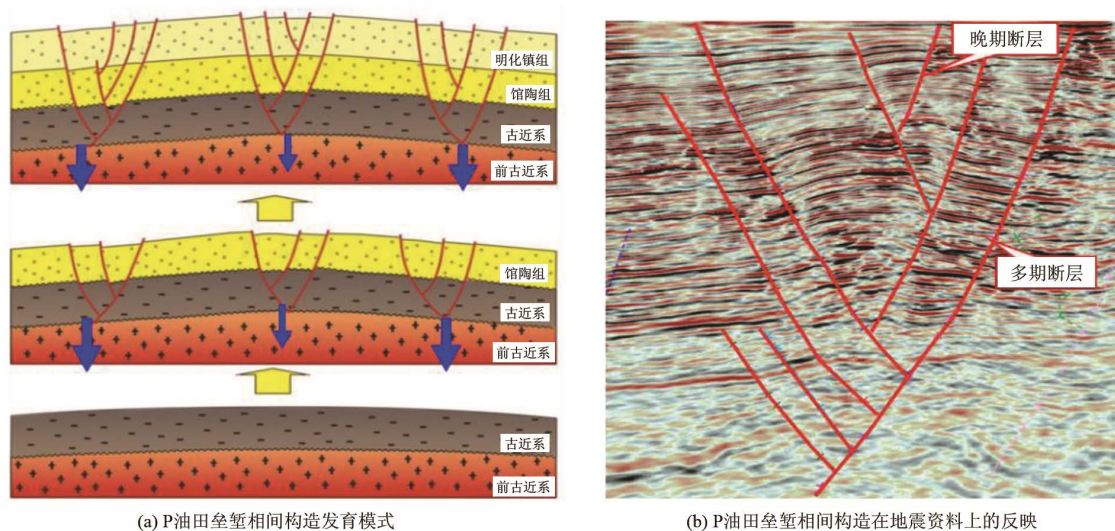 明化镇组
馆陶组
古近系
前古近系
馆陶组
古近系
前古近系
古近系
前古近系
(a) P油田垒堑相间构造发育模式
晚期断层
多期断层
(b) P油田垒堑相间构造在地震资料上的反映